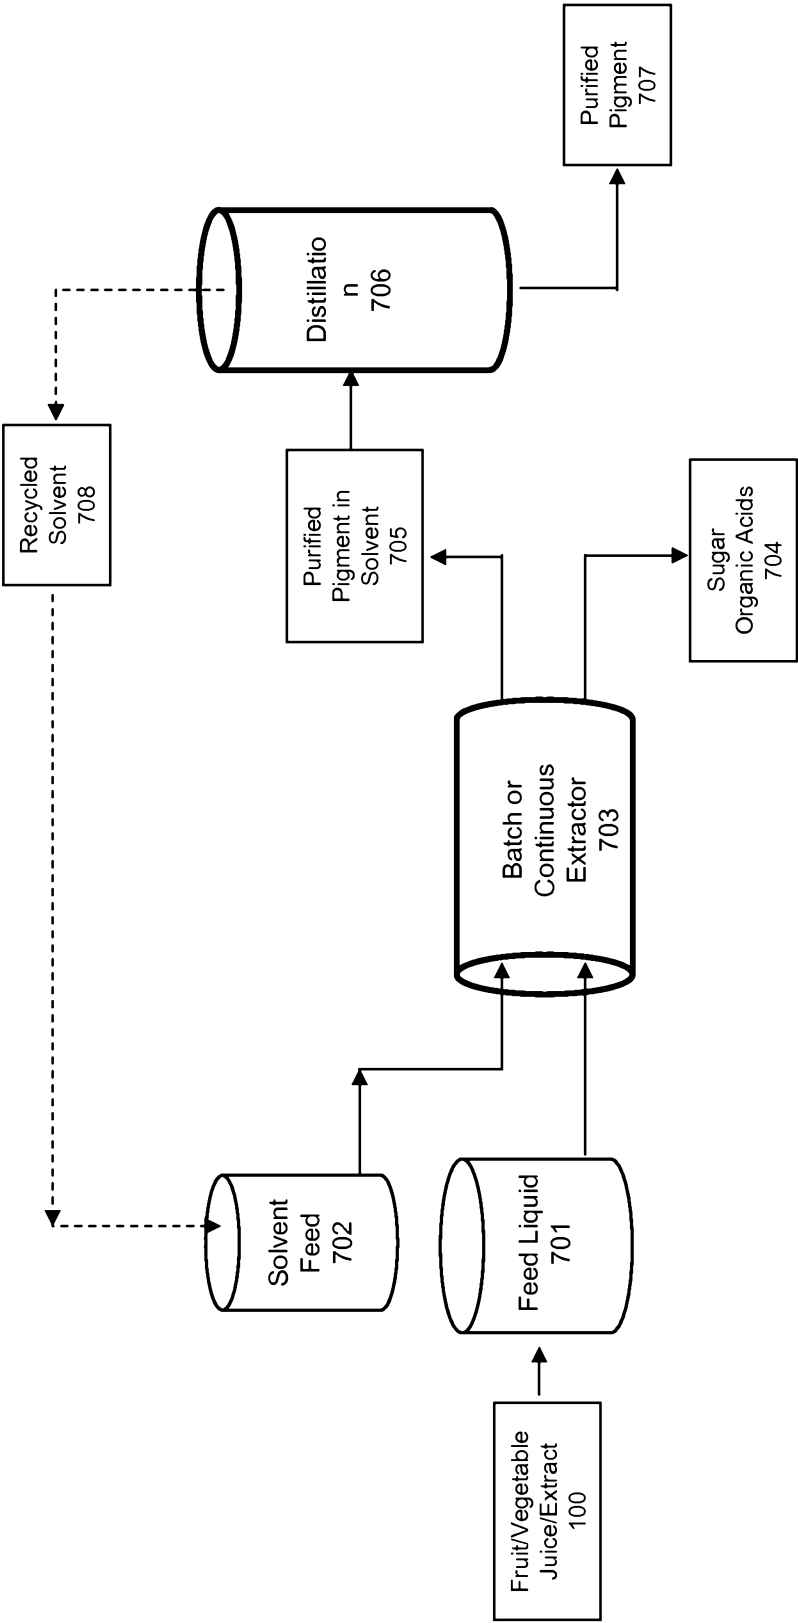 Fruit/Vegetable
Juice/Extract
100
Feed Liquid
701
Solvent
Feed
702
Batch or
Continuous
Extractor
703
Sugar
Organic Acids
704
Purified
Pigment in
Solvent
705
Distillatio
n
706
Purified
Pigment
707
Recycled
Solvent
708